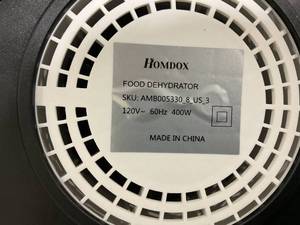 HOMDOX
FOOD DEHYDRATOR
SKU: AMB005330_8_US_3
120V~ 60Hz 400W
MADE IN CHINA